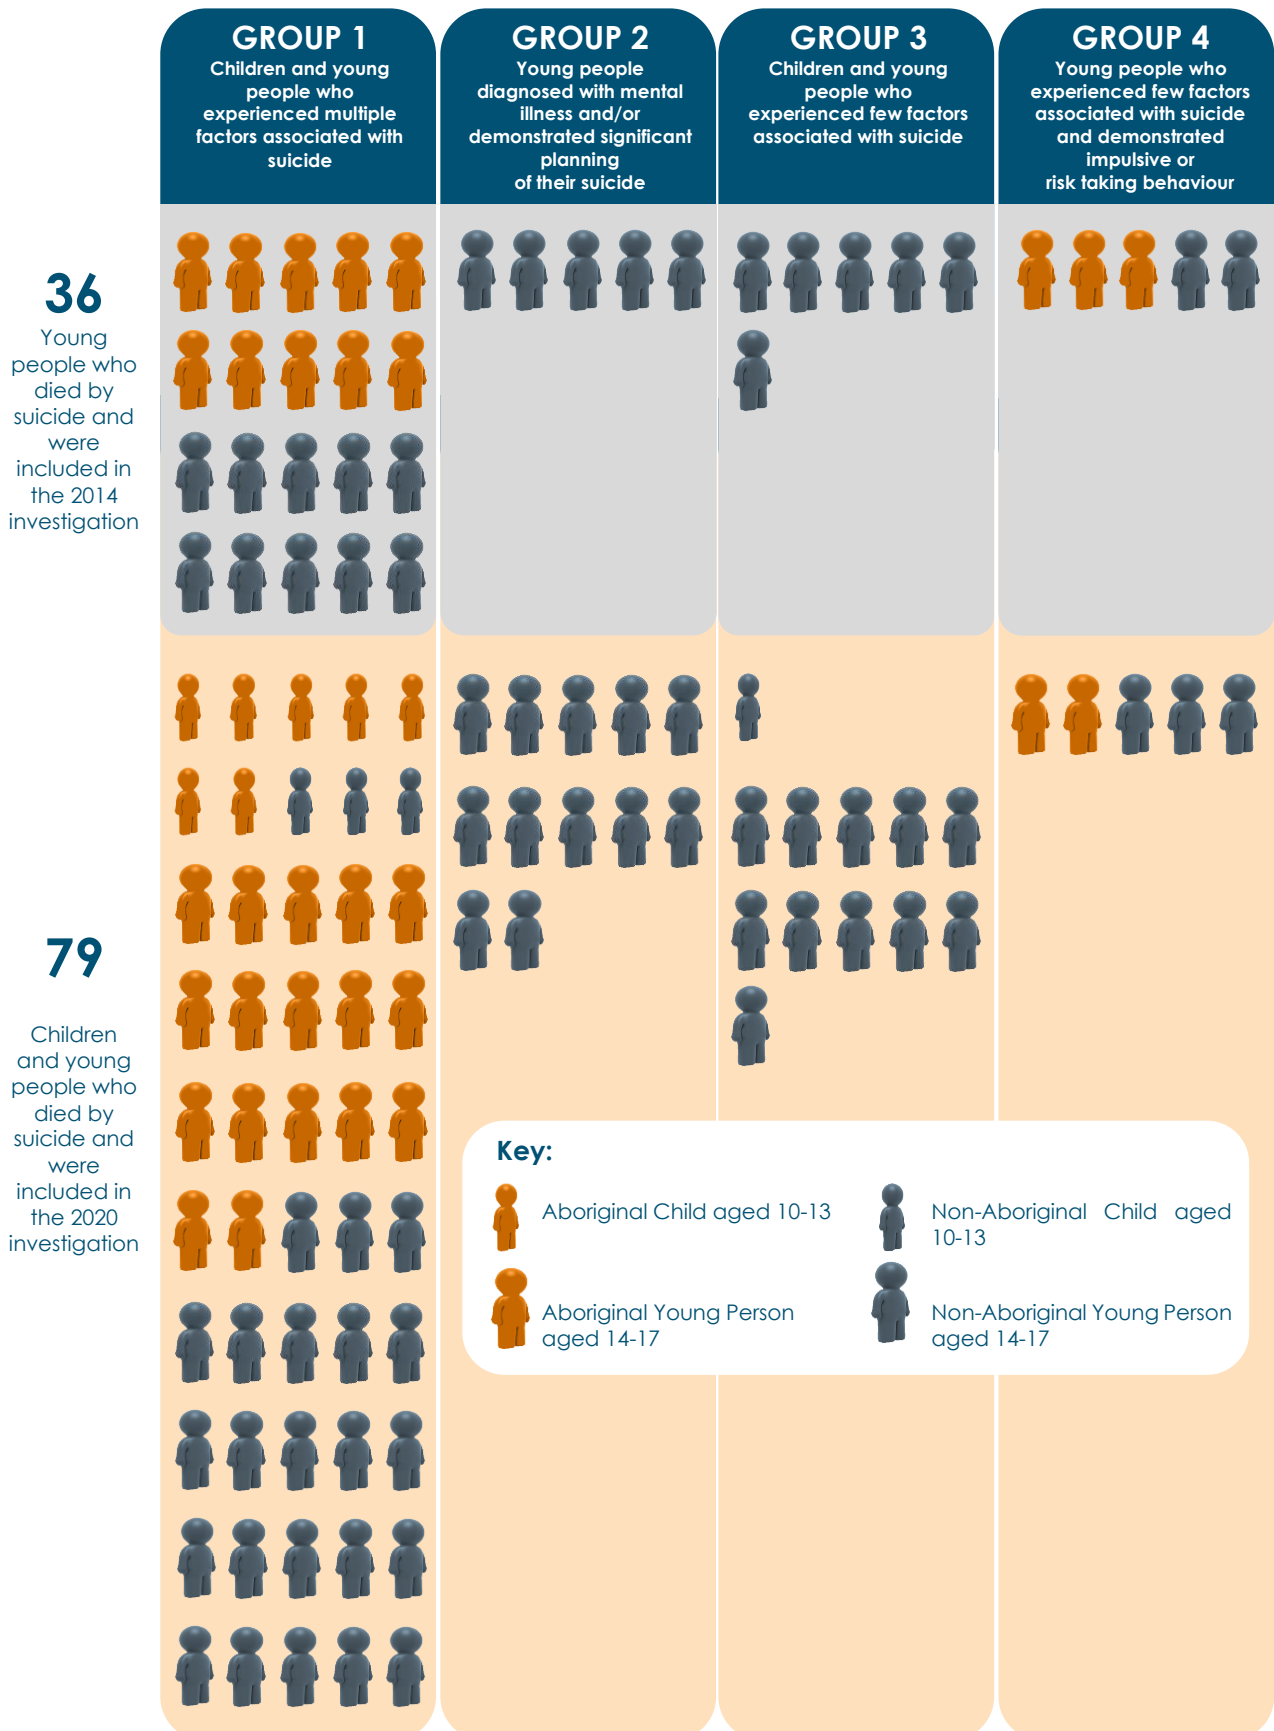 GROUP 1
Children and young
people who
experienced multiple
factors associated with
suicide
GROUP 2
Young people
diagnosed with mental
illness and/or
demonstrated significant
planning
of their suicide
GROUP 3
Children and young
people who
experienced few factors
associated with suicide
GROUP 4
Young people who
experienced few factors
associated with suicide
and demonstrated
impulsive or
risk taking behaviour
36
Young
people who
died by
suicide and
were
included in
the 2014
investigation
79
Children
and young
people who
died by
suicide and
were
included in
the 2020
investigation
Key:
Aboriginal Child aged 10-13
Non-Aboriginal Child aged
10-13
Aboriginal Young Person
aged 14-17
Non-Aboriginal Young Person
aged 14-17